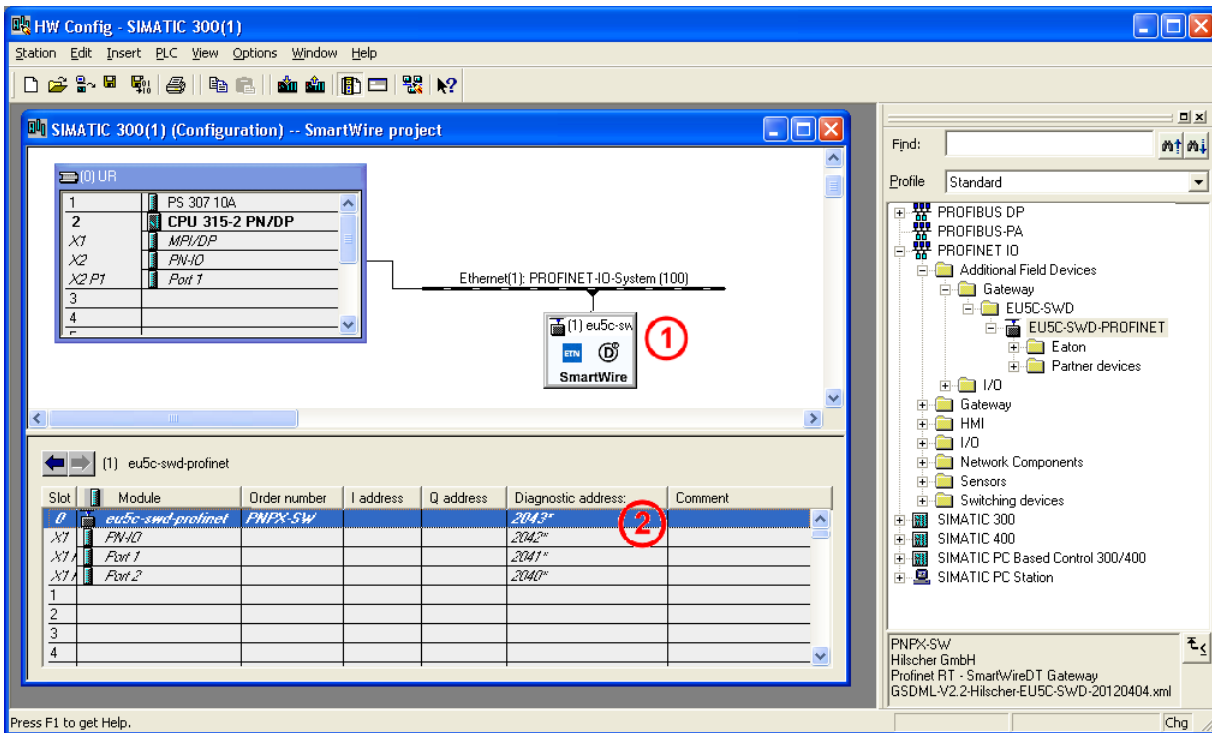 HW Config - SIMATIC 300(1)
Station Edit Insert PLC View Options Window Help
SIMATIC 300(1) (Configuration) -- SmartWire project
(0) UR
1 PS 307 10A
2 CPU 315-2 PN/DP
X1 MPI/DP
X2 PN-IO
X2 P1 Port 1
3
4
Ethernet(1): PROFINET-IO-System (100)
(1) eu5c-sw
ETN
SmartWire
1
(1) eu5c-swd-profinet
Slot Module Order number I address Q address Diagnostic address: Comment
0 eu5c-swd-profinet PNPX-SW 2043*
X1 PN-IO 2042*
X1 Port 1 2041*
X1 Port 2 2040*
1
2
3
4
2
Find:
Profile Standard
PROFIBUS DP
PROFIBUS-PA
PROFINET IO
Additional Field Devices
Gateway
EU5C-SWD
EU5C-SWD-PROFINET
Eaton
Partner devices
I/O
Gateway
HMI
I/O
Network Components
Sensors
Switching devices
SIMATIC 300
SIMATIC 400
SIMATIC PC Based Control 300/400
SIMATIC PC Station
PNPX-SW
Hilscher GmbH
Profinet RT - SmartWireDT Gateway
GSDML-V2.2-Hilscher-EU5C-SWD-20120404.xml
Press F1 to get Help.
Chg